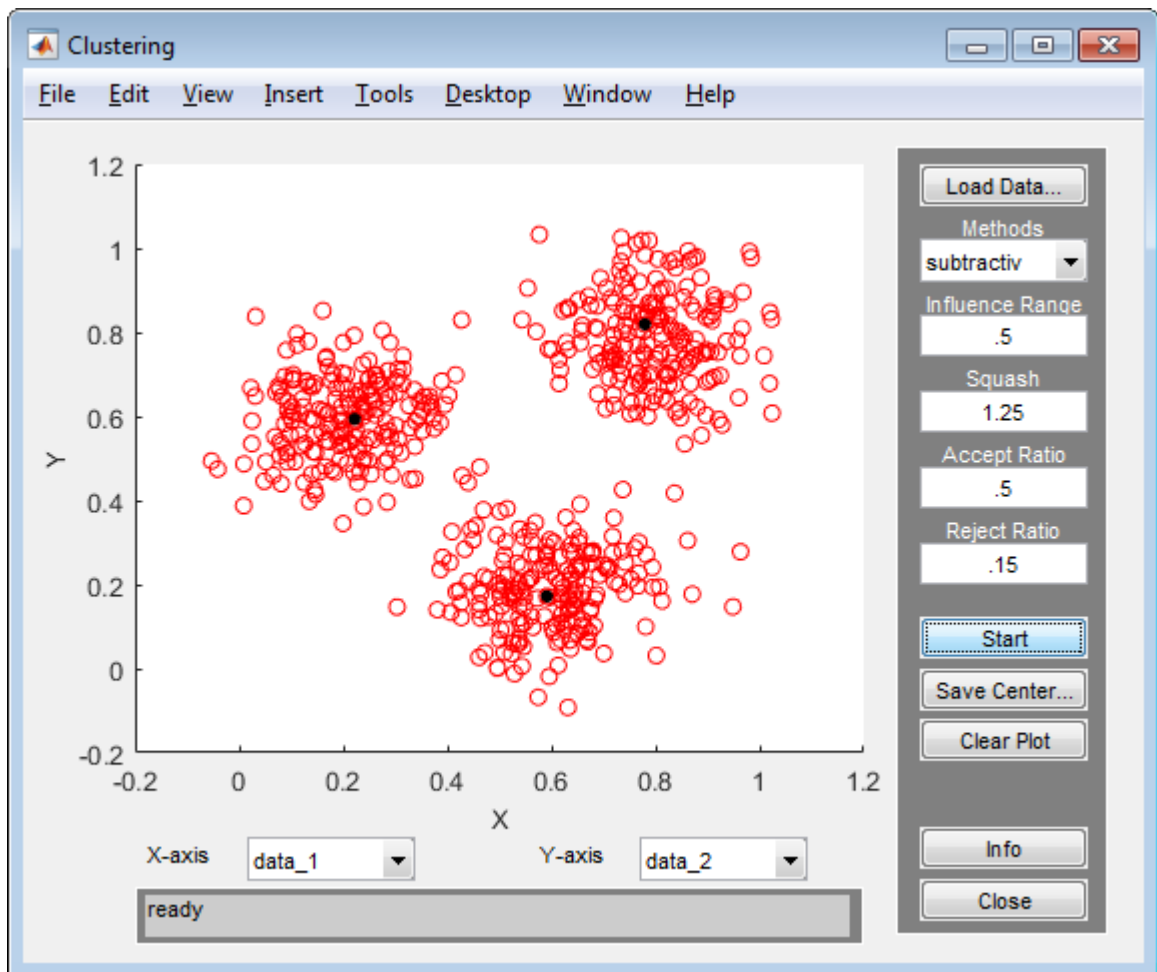 Clustering
File Edit View Insert Tools Desktop Window Help
1.2
1
0.8
0.6
0.4
0.2
0
-0.2
Y
-0.2 0 0.2 0.4 0.6 0.8 1 1.2
X
X-axis data_1 Y-axis data_2
ready
Load Data...
Methods
subtractiv
Influence Range
.5
Squash
1.25
Accept Ratio
.5
Reject Ratio
.15
Start
Save Center...
Clear Plot
Info
Close